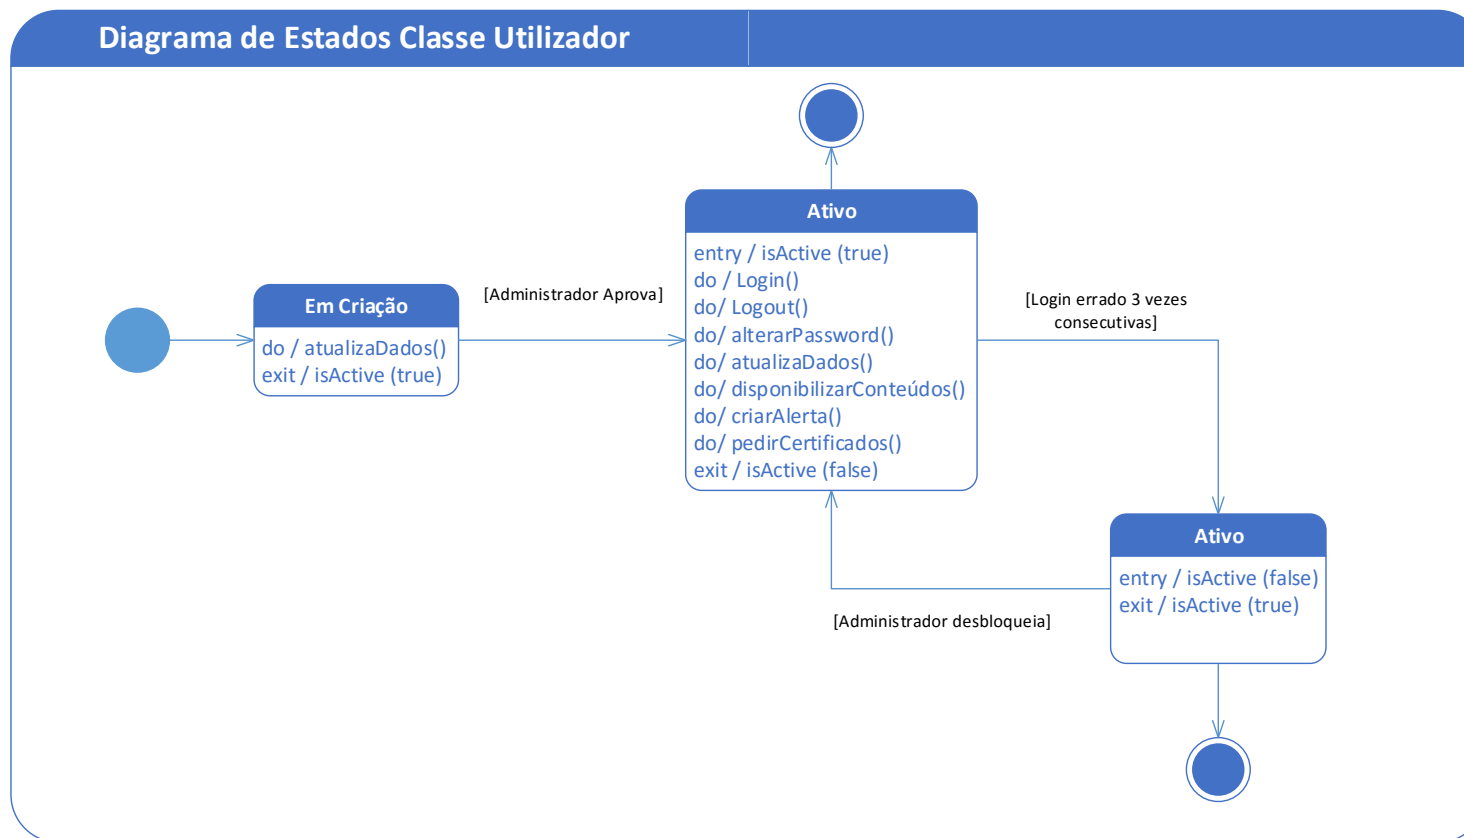 Diagrama de Estados Classe Utilizador
Ativo
entry / isActive (true)
do / Login()
do/ Logout()
do/ alterarPassword()
do/ atualizaDados()
do/ disponibilizarConteúdos()
do/ criarAlerta()
do/ pedirCertificados()
exit / isActive (false)
Em Criação
do / atualizaDados()
exit / isActive (true)
[Administrador Aprova]
[Login errado 3 vezes
consecutivas]
Ativo
entry / isActive (false)
exit / isActive (true)
[Administrador desbloqueia]